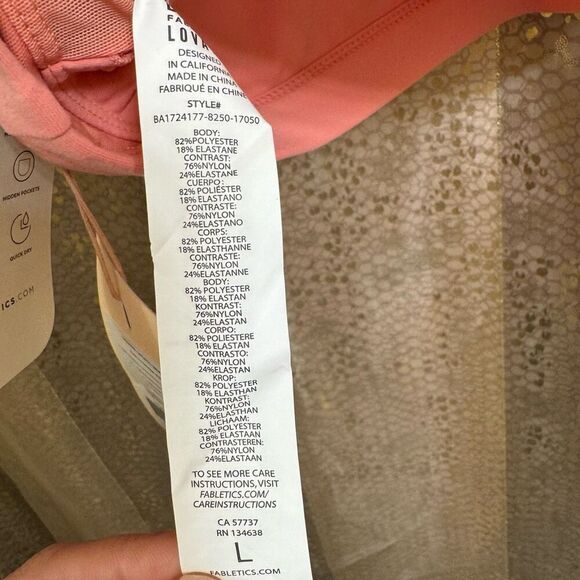 FA
LOVA
DESIGNED
IN CALIFORN
MADE IN CHINA
FABRIQUÉ EN CHINE
STYLE#
BA1724177-8250-17050
BODY:
82%POLYESTER
18% ELASTANE
CONTRAST:
76%NYLON
24%ELASTANE
CUERPO:
82% POLIÉSTER
18% ELASTANO
CONTRASTE:
76%NYLON
24%ELASTANO
CORPS:
82% POLYESTER
18% ELASTHANNE
CONTRASTE:
76%NYLON
24%ELASTANNE
BODY:
82% POLYESTER
18% ELASTAN
KONTRAST:
76%NYLON
24%ELASTAN
CORPO:
82% POLIESTERE
18% ELASTAN
CONTRASTO:
76%NYLON
24%ELASTAN
KROP:
82% POLYESTER
18% ELASTHAN
KONTRAST:
76%NYLON
24%ELASTHAN
LICHAAM:
82% POLYESTER
18% ELASTAAN
CONTRASTEREN:
76%NYLON
24%ELASTAAN
TO SEE MORE CARE
INSTRUCTIONS,VISIT
FABLETICS.COM/
CAREINSTRUCTIONS
CA 57737
RN 134638
L
FABLETICS.COM
HIDDEN POCKETS
QUICK DRY
TICS.COM